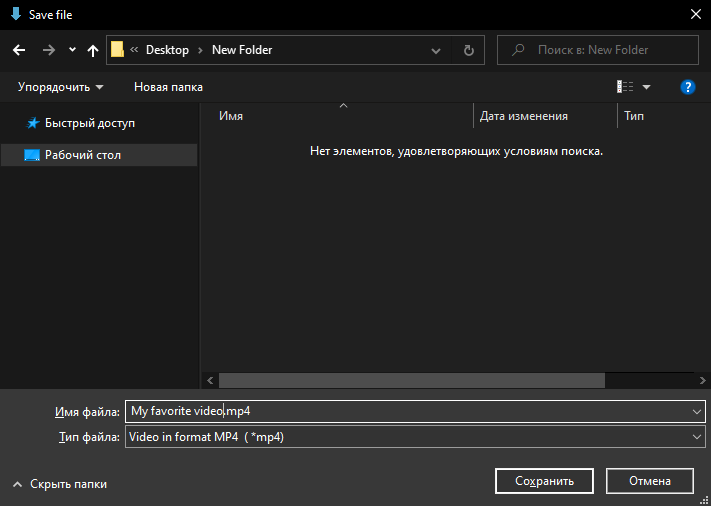 Save file
« Desktop › New Folder
Поиск в: New Folder
Упорядочить Новая папка
?
Быстрый доступ
Рабочий стол
Имя Дата изменения Тип
Нет элементов, удовлетворяющих условиям поиска.
Имя файла: My favorite video.mp4
Тип файла: Video in format MP4 ( *mp4)
Скрыть папки
Сохранить Отмена